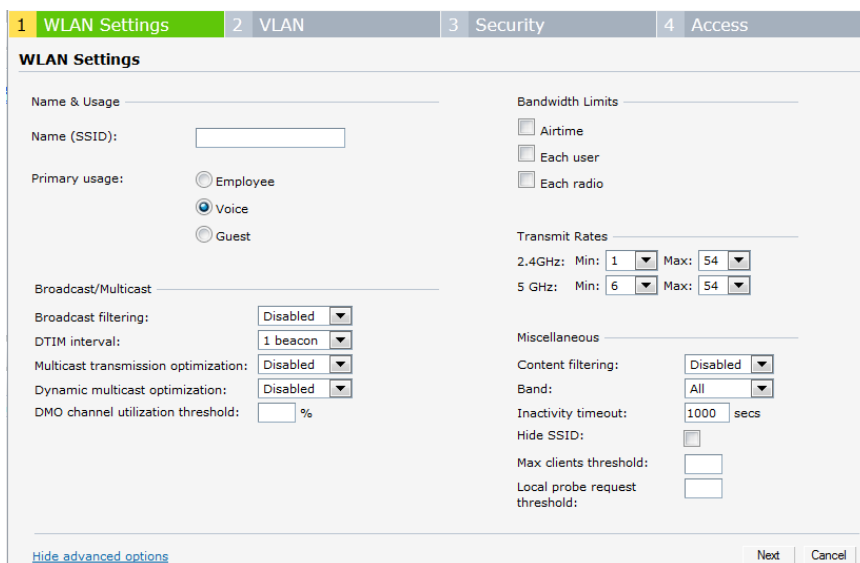 1 WLAN Settings 2 VLAN 3 Security 4 Access
WLAN Settings
Name & Usage
Name (SSID):
Primary usage:
Employee
Voice
Guest
Broadcast/Multicast
Broadcast filtering: Disabled
DTIM interval: 1 beacon
Multicast transmission optimization: Disabled
Dynamic multicast optimization: Disabled
DMO channel utilization threshold: %
Bandwidth Limits
Airtime
Each user
Each radio
Transmit Rates
2.4GHz: Min: 1 Max: 54
5 GHz: Min: 6 Max: 54
Miscellaneous
Content filtering: Disabled
Band: All
Inactivity timeout: 1000 secs
Hide SSID:
Max clients threshold:
Local probe request
threshold:
Hide advanced options
Next Cancel